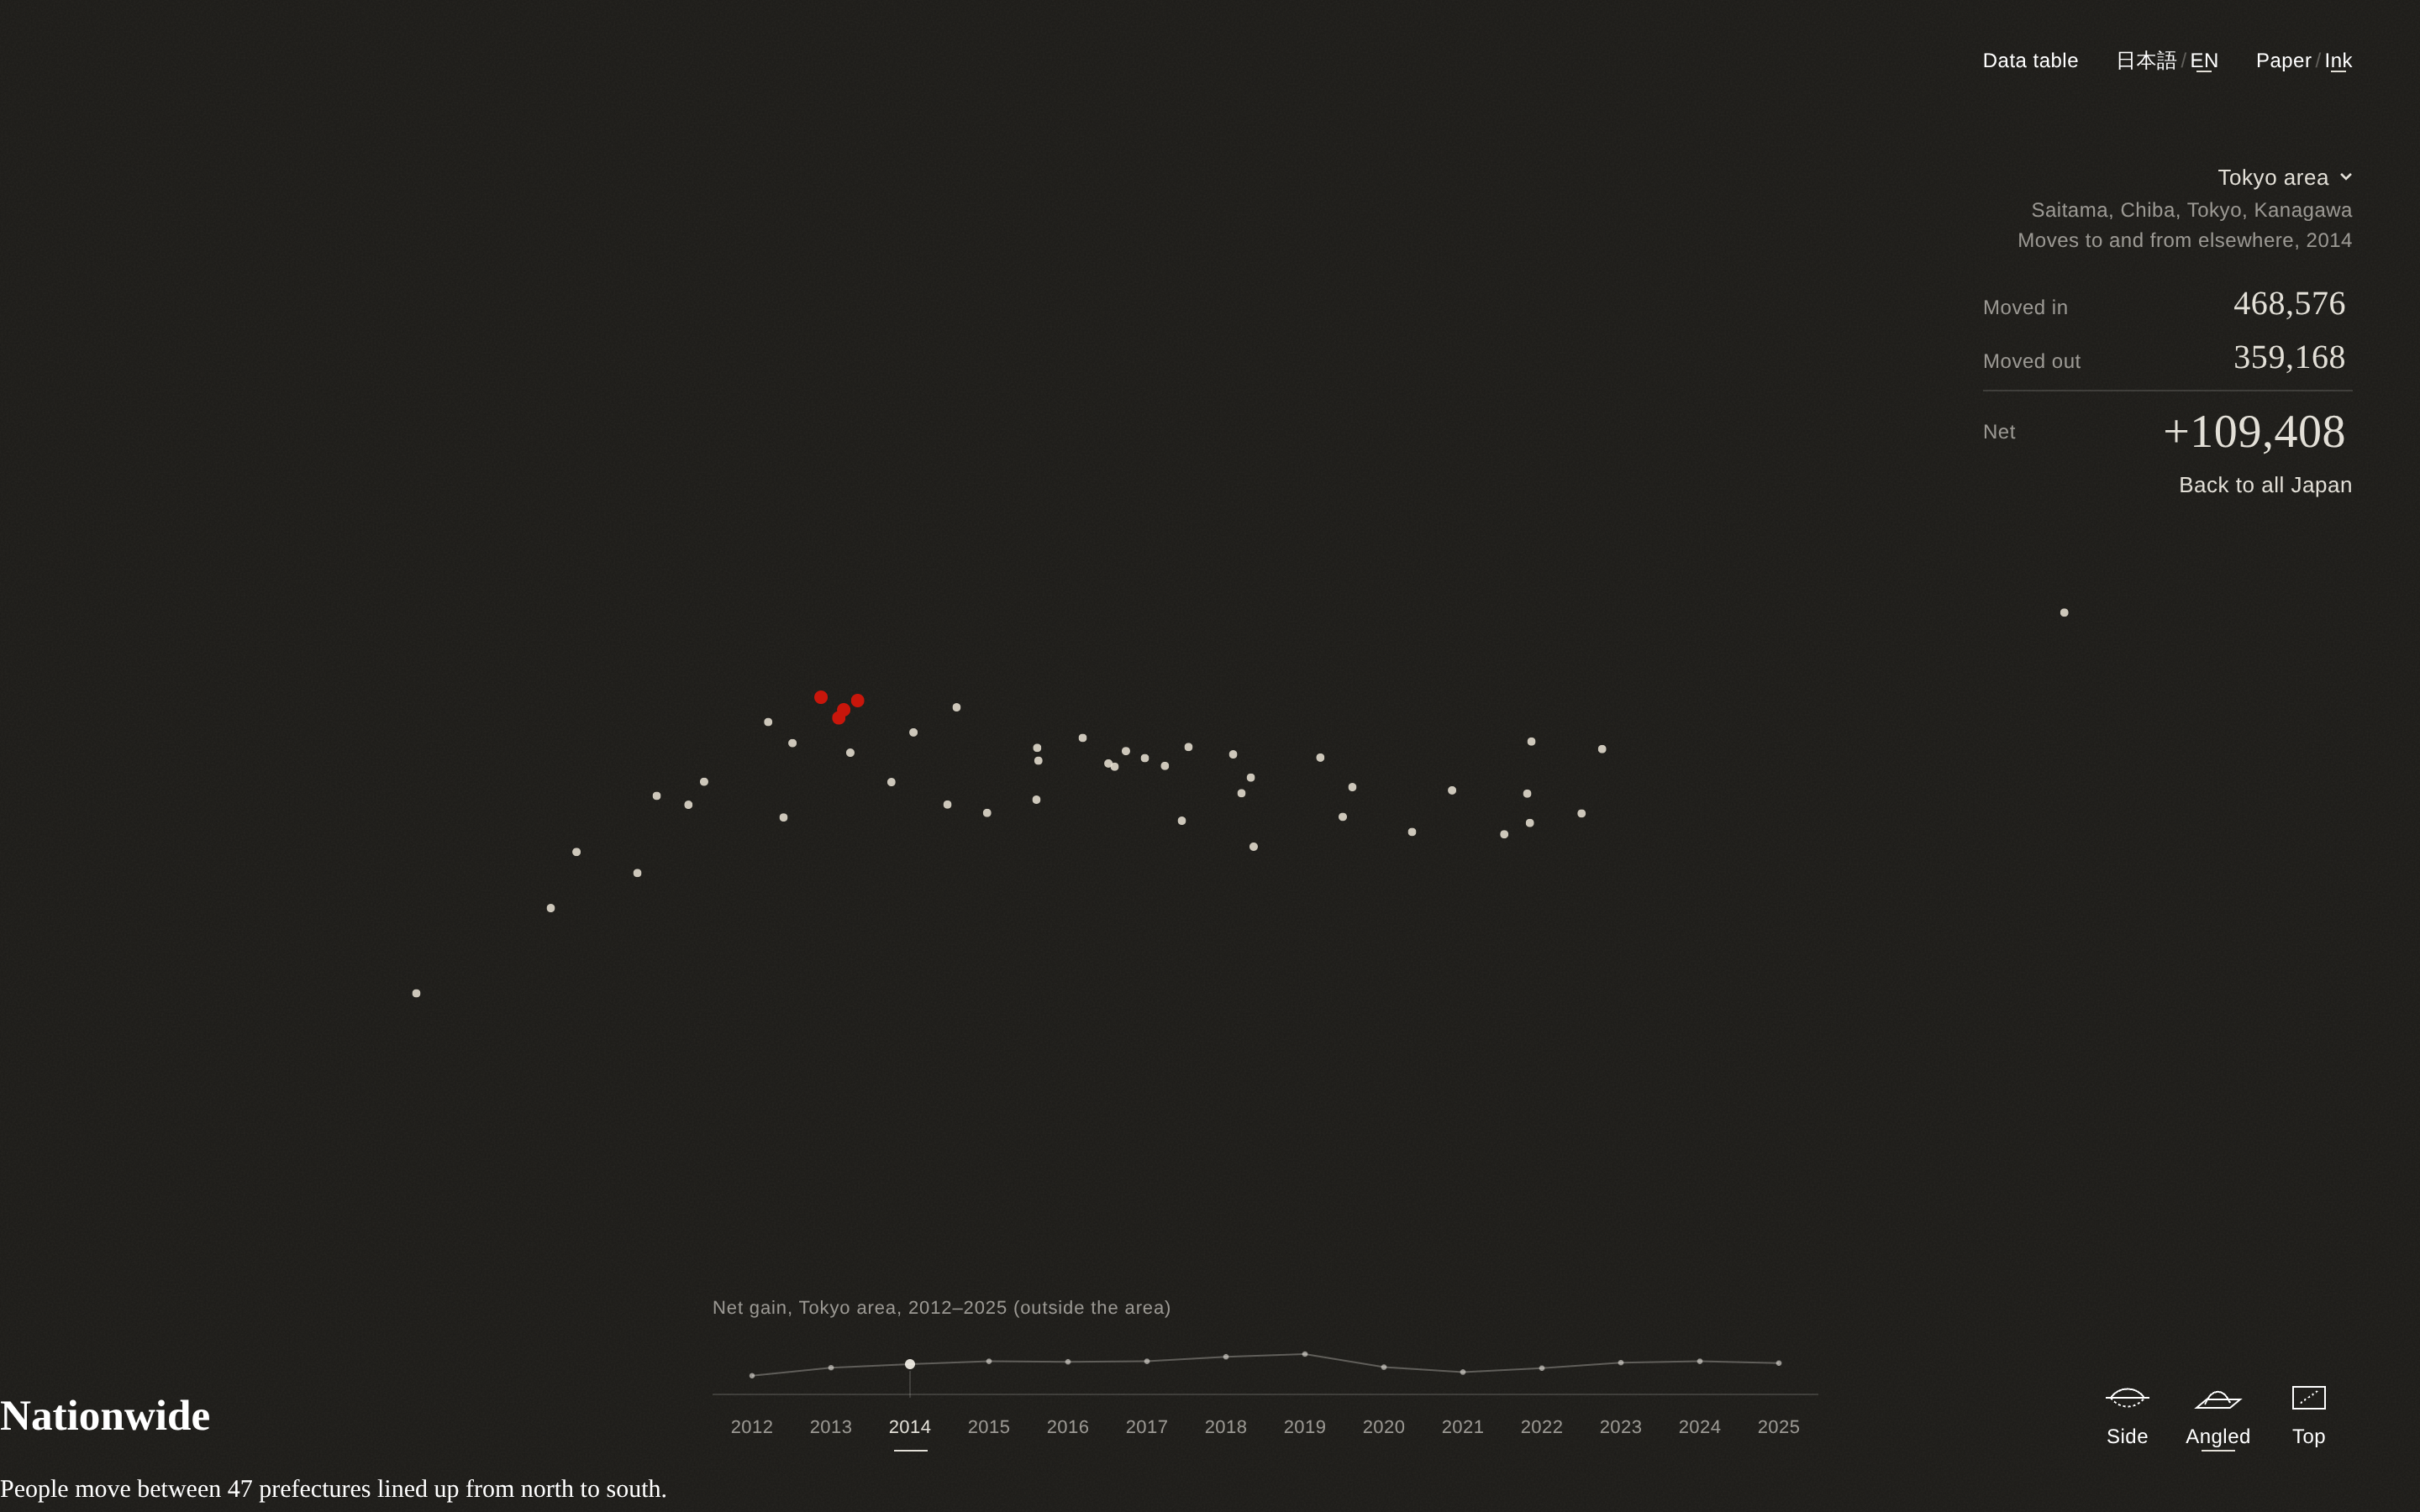 Data table 日本語 / EN Paper / Ink
Tokyo area
Saitama, Chiba, Tokyo, Kanagawa
Moves to and from elsewhere, 2014
Moved in 468,576
Moved out 359,168
Net +109,408
Back to all Japan
Net gain, Tokyo area, 2012–2025 (outside the area)
2012 2013 2014 2015 2016 2017 2018 2019 2020 2021 2022 2023 2024 2025
Nationwide
People move between 47 prefectures lined up from north to south.
Side Angled Top